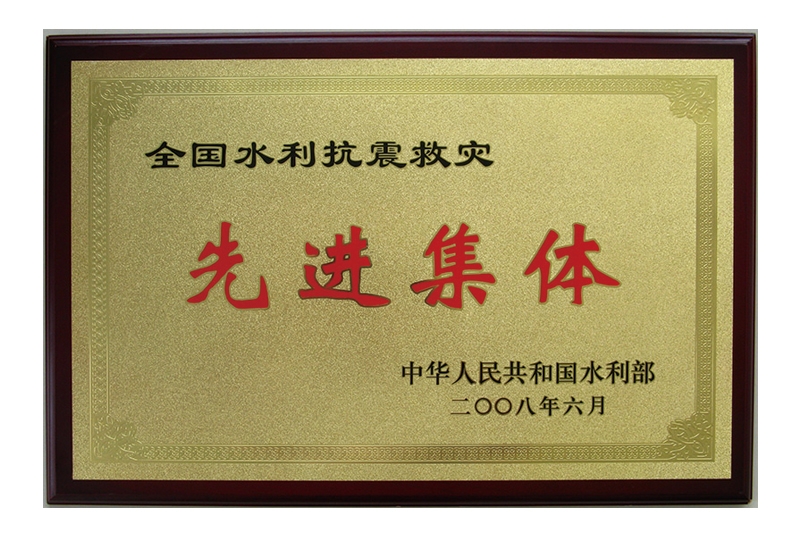 全国水利抗震救灾
先进集体
中华人民共和国水利部
二〇〇八年六月